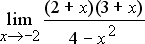 lim x→-2 (2 + x)(3 + x) / 4 - x²